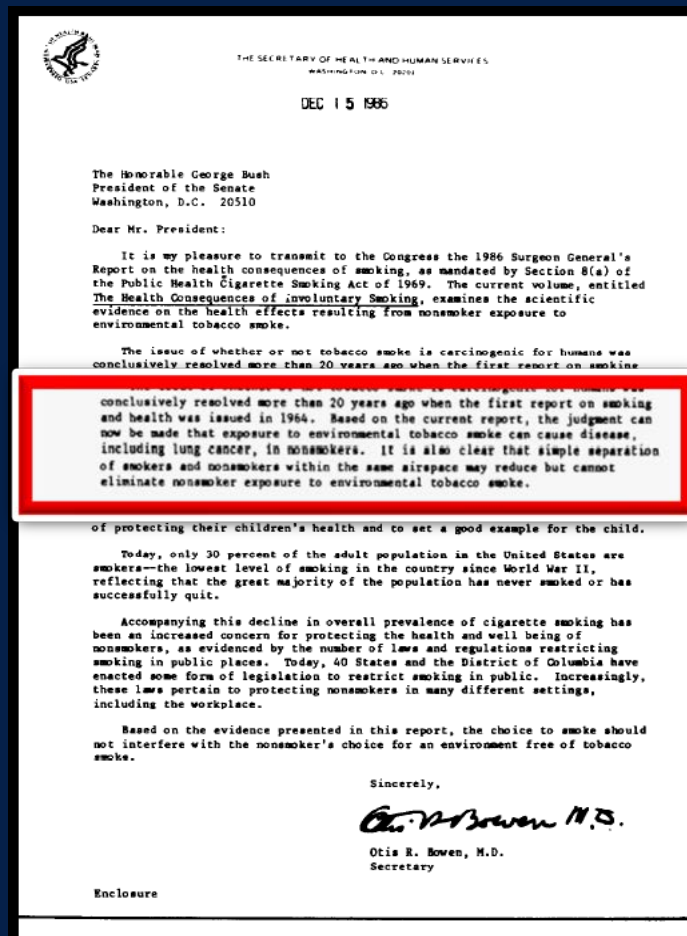 THE SECRETARY OF HEALTH AND HUMAN SERVICES
WASHINGTON, D.C. 20201
DEC 15 1986
The Honorable George Bush
President of the Senate
Washington, D.C. 20510
Dear Mr. President:
It is my pleasure to transmit to the Congress the 1986 Surgeon General's
Report on the health consequences of smoking, as mandated by Section 8(a) of
the Public Health Cigarette Smoking Act of 1969. The current volume, entitled
The Health Consequences of Involuntary Smoking, examines the scientific
evidence on the health effects resulting from nonsmoker exposure to
environmental tobacco smoke.
The issue of whether or not tobacco smoke is carcinogenic for humans was
conclusively resolved more than 20 years ago when the first report on smoking
conclusively resolved more than 20 years ago when the first report on smoking
and health was issued in 1964. Based on the current report, the judgment can
now be made that exposure to environmental tobacco smoke can cause disease,
including lung cancer, in nonsmokers. It is also clear that simple separation
of smokers and nonsmokers within the same airspace may reduce but cannot
eliminate nonsmoker exposure to environmental tobacco smoke.
of protecting their children's health and to set a good example for the child.
Today, only 30 percent of the adult population in the United States are
smokers--the lowest level of smoking in the country since World War II,
reflecting that the great majority of the population has never smoked or has
successfully quit.
Accompanying this decline in overall prevalence of cigarette smoking has
been an increased concern for protecting the health and well being of
nonsmokers, as evidenced by the number of laws and regulations restricting
smoking in public places. Today, 40 States and the District of Columbia have
enacted some form of legislation to restrict smoking in public. Increasingly,
these laws pertain to protecting nonsmokers in many different settings,
including the workplace.
Based on the evidence presented in this report, the choice to smoke should
not interfere with the nonsmoker's choice for an environment free of tobacco
smoke.
Sincerely,
Otis R Bowen M.D.
Otis R. Bowen, M.D.
Secretary
Enclosure